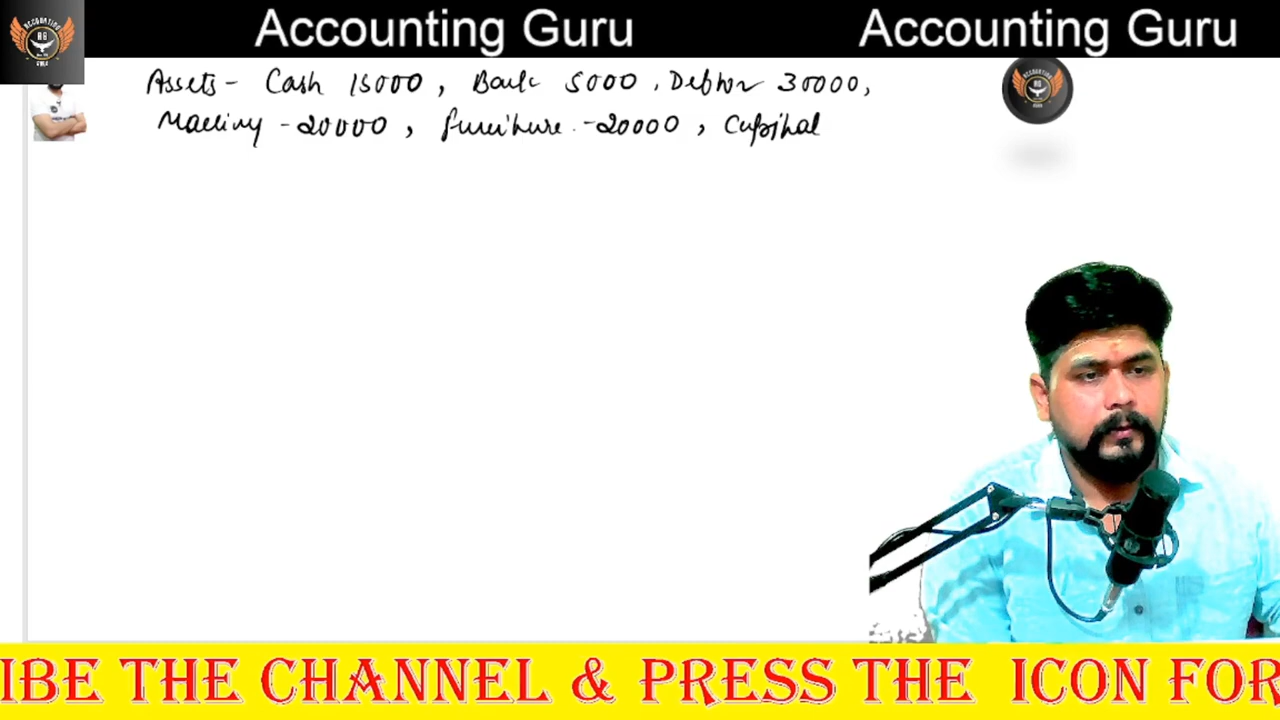 Accounting Guru Accounting Guru
Assets - Cash 15000, Bank 5000, Debtor 30000,
Machiny - 20000, furniture - 20000, Capital
IBE THE CHANNEL & PRESS THE ICON FOR